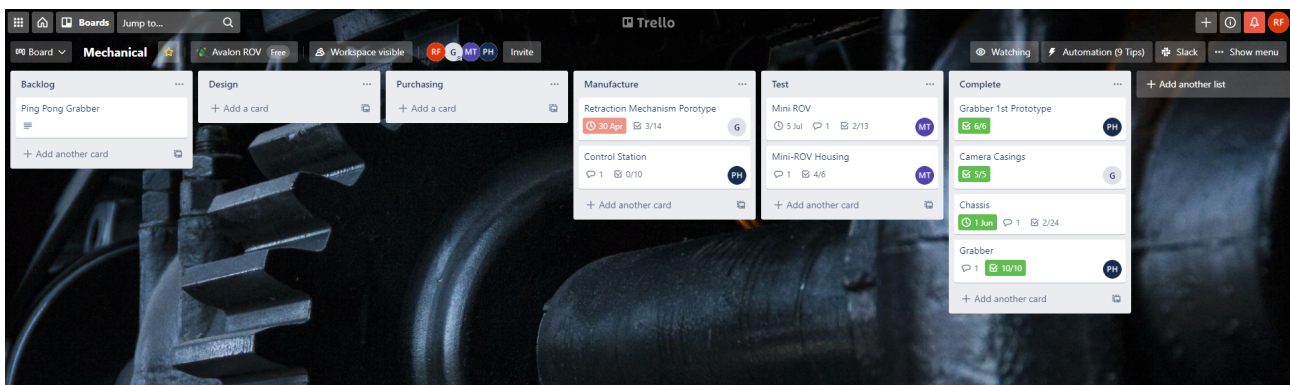 Boards Jump to...
Trello
RF
Board Mechanical Avalon ROV Free Workspace visible RF G MT PH Invite
Watching Automation (9 Tips) Slack Show menu
Backlog
Ping Pong Grabber
+ Add another card
Design
+ Add a card
Purchasing
+ Add a card
Manufacture
Retraction Mechanism Porotype
30 Apr 3/14 G
Control Station
1 0/10 PH
+ Add another card
Test
Mini ROV
5 Jul 1 2/13 MT
Mini-ROV Housing
1 4/6 MT
+ Add another card
Complete
Grabber 1st Prototype
6/6 PH
Camera Casings
5/5 G
Chassis
1 Jun 1 2/24
Grabber
1 10/10 PH
+ Add another card
+ Add another list